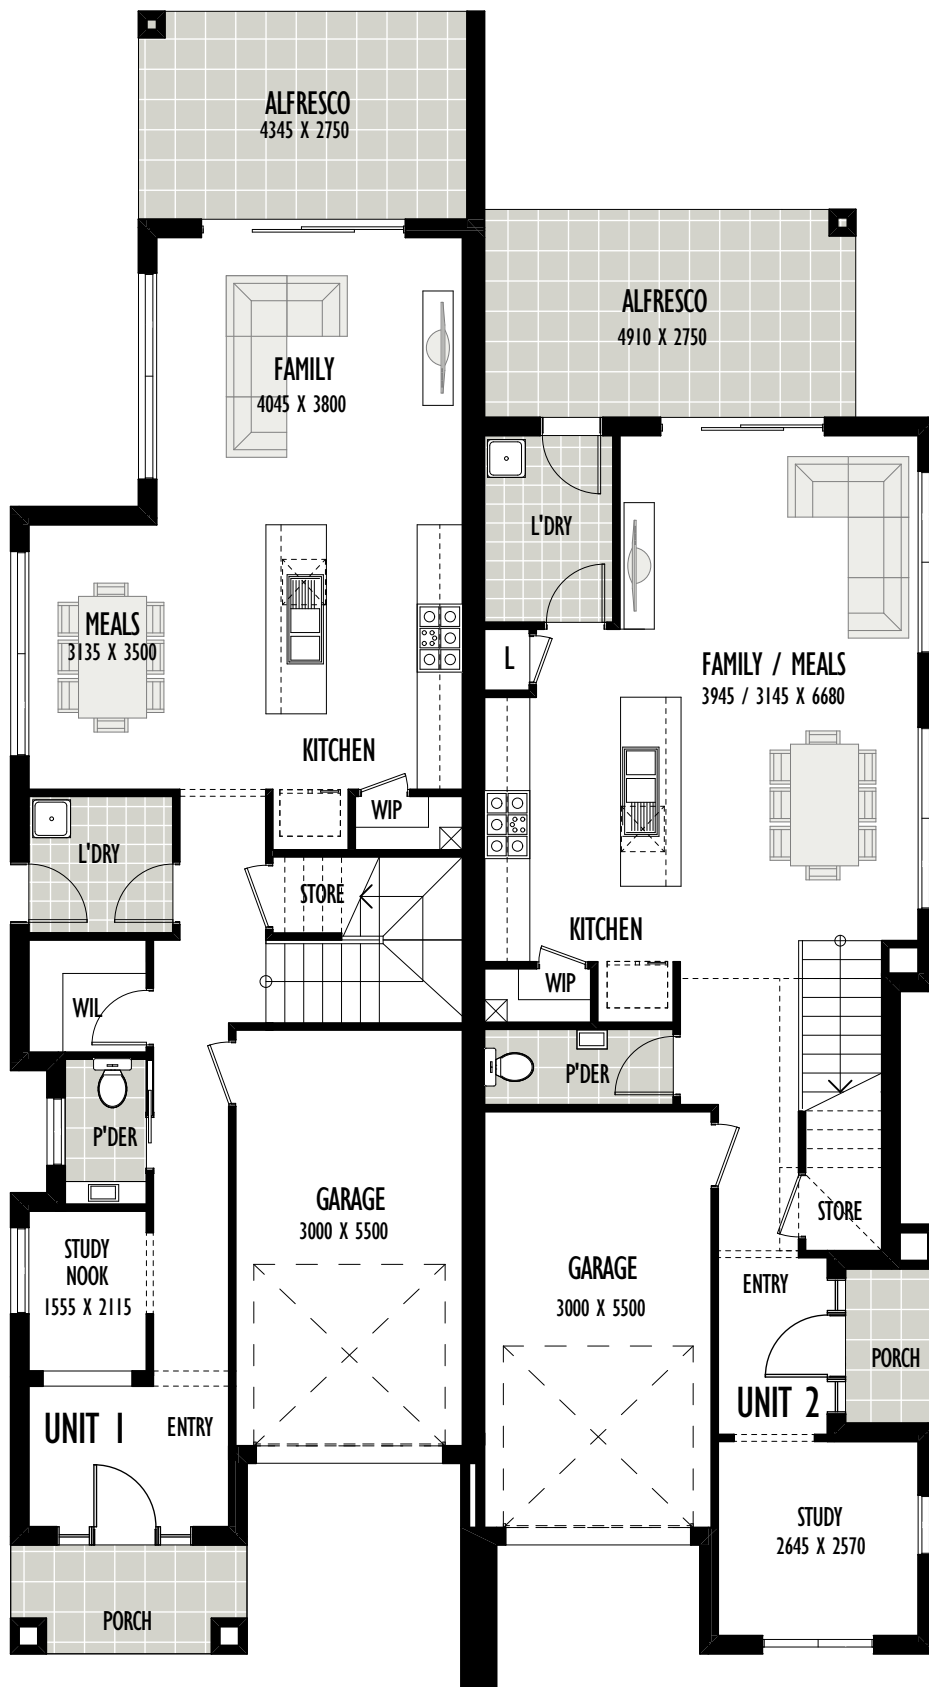 ALFRESCO
4345 X 2750
FAMILY
4045 X 3800
MEALS
3135 X 3500
KITCHEN
WIP
L'DRY
STORE
WIL
P'DER
GARAGE
3000 X 5500
STUDY
NOOK
1555 X 2115
UNIT 1
ENTRY
PORCH
ALFRESCO
4910 X 2750
L'DRY
L
FAMILY / MEALS
3945 / 3145 X 6680
KITCHEN
WIP
P'DER
STORE
GARAGE
3000 X 5500
ENTRY
PORCH
UNIT 2
STUDY
2645 X 2570